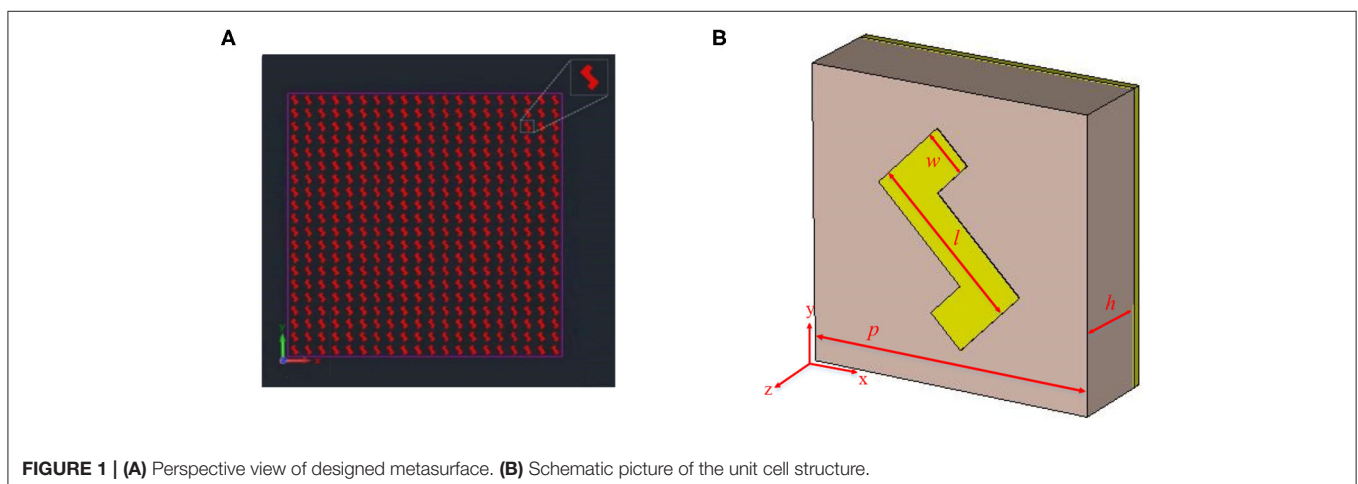 A
B
Y
x
w
l
h
p
y
x
z
FIGURE 1 | (A) Perspective view of designed metasurface. (B) Schematic picture of the unit cell structure.